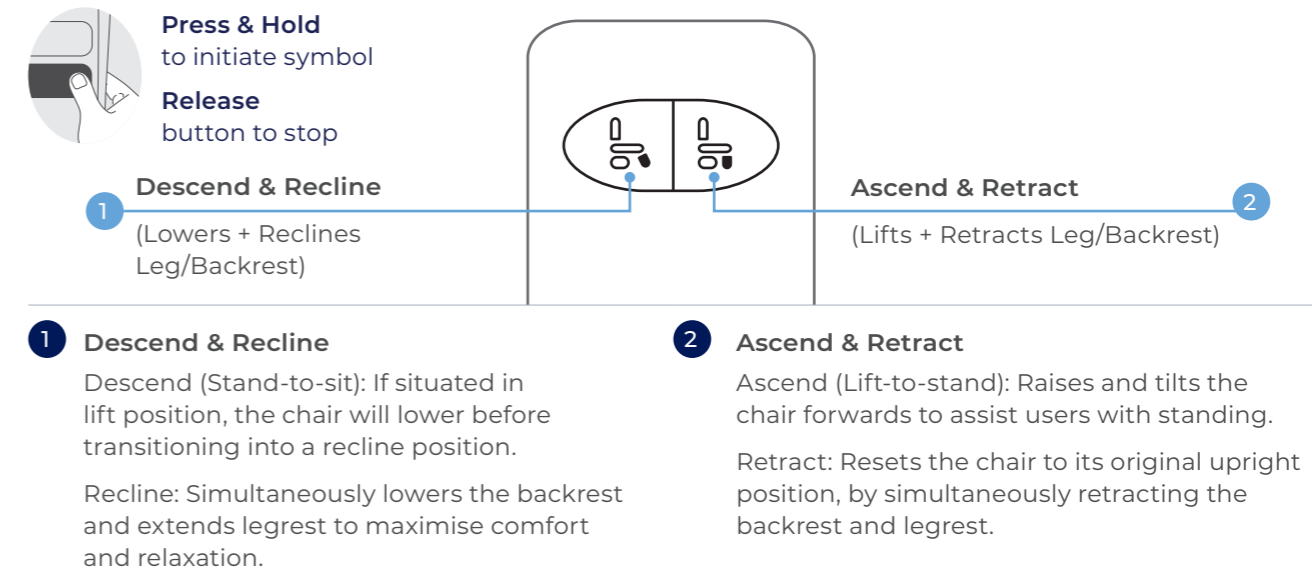 Press & Hold
to initiate symbol
Release
button to stop
1
Descend & Recline
(Lowers + Reclines
Leg/Backrest)
Ascend & Retract
2
(Lifts + Retracts Leg/Backrest)
1
Descend & Recline
Descend (Stand-to-sit): If situated in
lift position, the chair will lower before
transitioning into a recline position.
Recline: Simultaneously lowers the backrest
and extends legrest to maximise comfort
and relaxation.
2
Ascend & Retract
Ascend (Lift-to-stand): Raises and tilts the
chair forwards to assist users with standing.
Retract: Resets the chair to its original upright
position, by simultaneously retracting the
backrest and legrest.